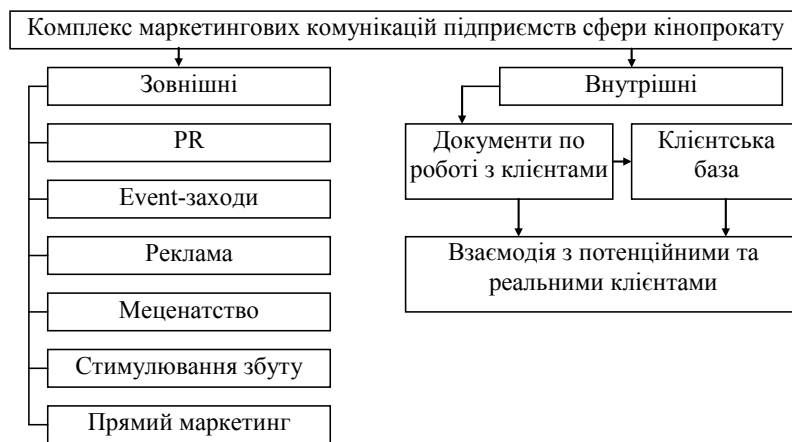 Комплекс маркетингових комунікацій підприємств сфери кінопрокату
Зовнішні
PR
Event-заходи
Реклама
Меценатство
Стимулювання збуту
Прямий маркетинг
Внутрішні
Документи по
роботі з клієнтами
Клієнтська
база
Взаємодія з потенційними та
реальними клієнтами